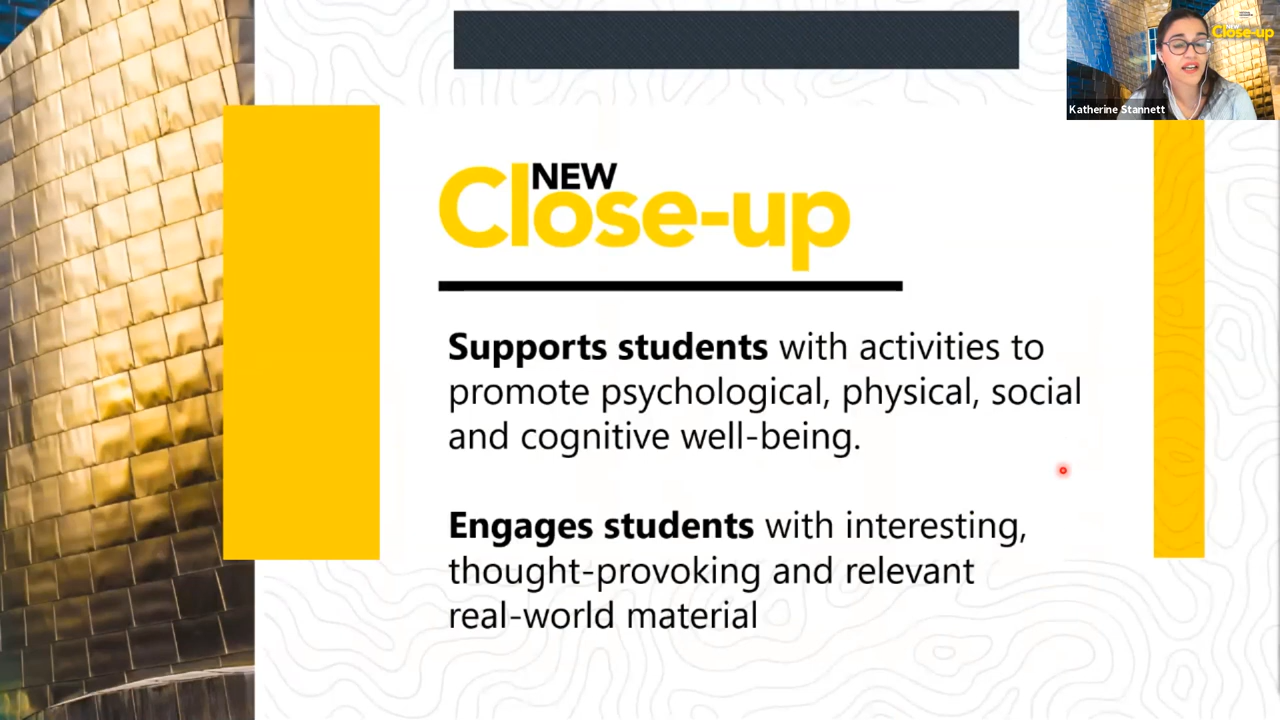 Close-up
Katherine Stannett
NEW
Close-up
Supports students with activities to
promote psychological, physical, social
and cognitive well-being.
Engages students with interesting,
thought-provoking and relevant
real-world material